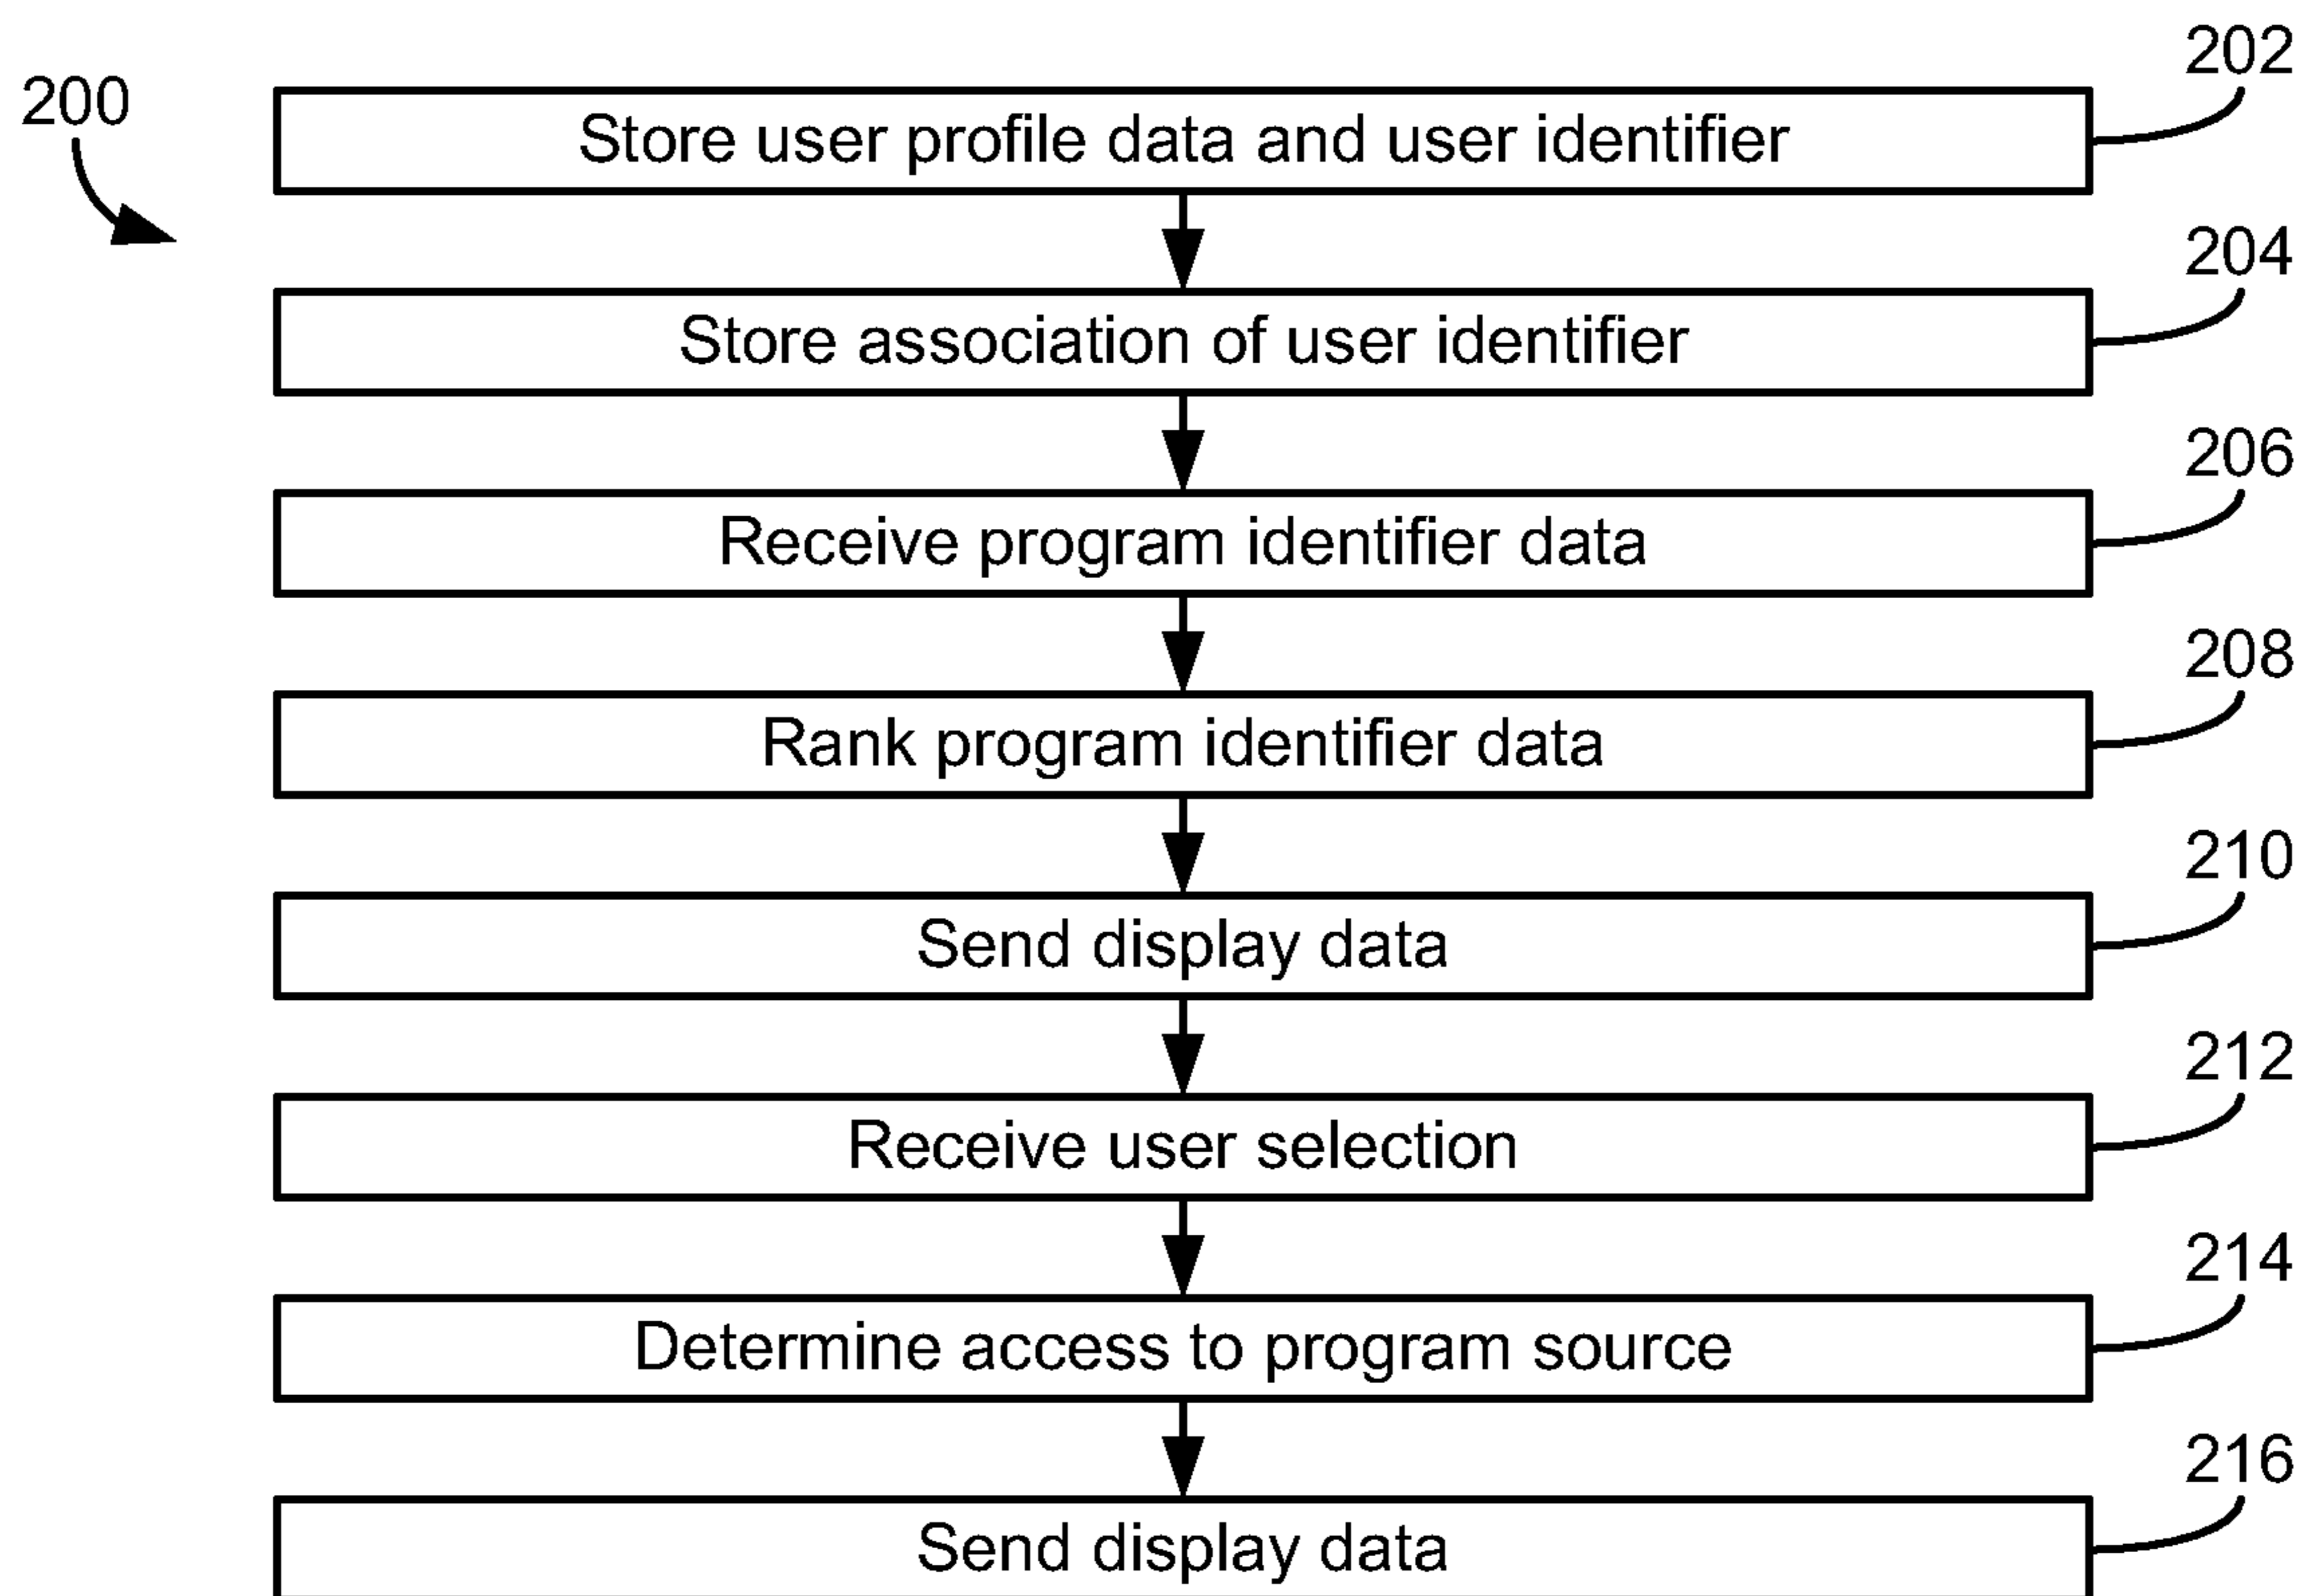 202
200
Store user profile data and user identifier
204
Store association of user identifier
206
Receive program identifier data
208
Rank program identifier data
210
Send display data
212
Receive user selection
214
Determine access to program source
216
Send display data